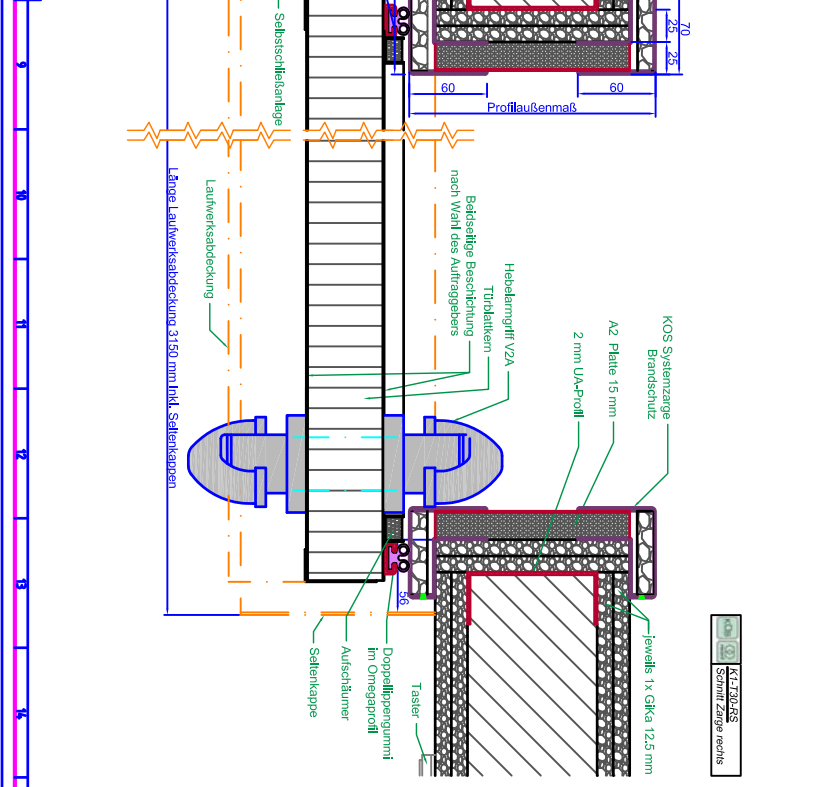 Selbstschließanlage
70
25
25
60
60
Profilaußenmaß
Laufwerksabdeckung
Länge Laufwerksabdeckung 3150 mm inkl. Seitenkappen
Beidseitige Beschichtung
nach Wahl des Auftraggebers
Türblattkern
Hebelarmgriff V2A
2 mm UA-Profil
A2 Platte 15 mm
KOS Systemzarge
Brandschutz
56
jeweils 1x GiKa 12.5 mm
Taster
Doppellippengummi
im Omegaprofil
Aufschäumer
Seitenkappe
K1-T30-RS
Schnitt Zarge rechts
9
10
11
12
13
14